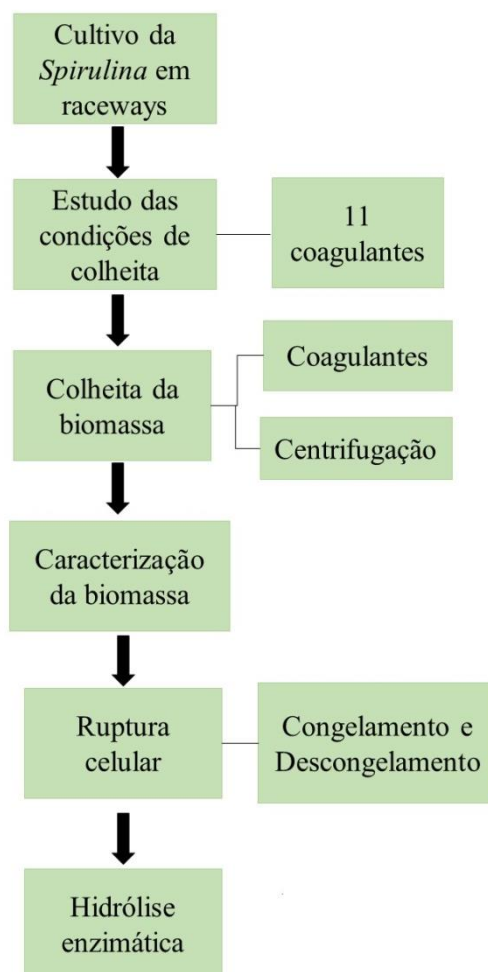 Cultivo da
Spirulina em
raceways
Estudo das
condições de
colheita
11
coagulantes
Colheita da
biomassa
Coagulantes
Centrifugação
Caracterização
da biomassa
Ruptura
celular
Congelamento e
Descongelamento
Hidrólise
enzimática